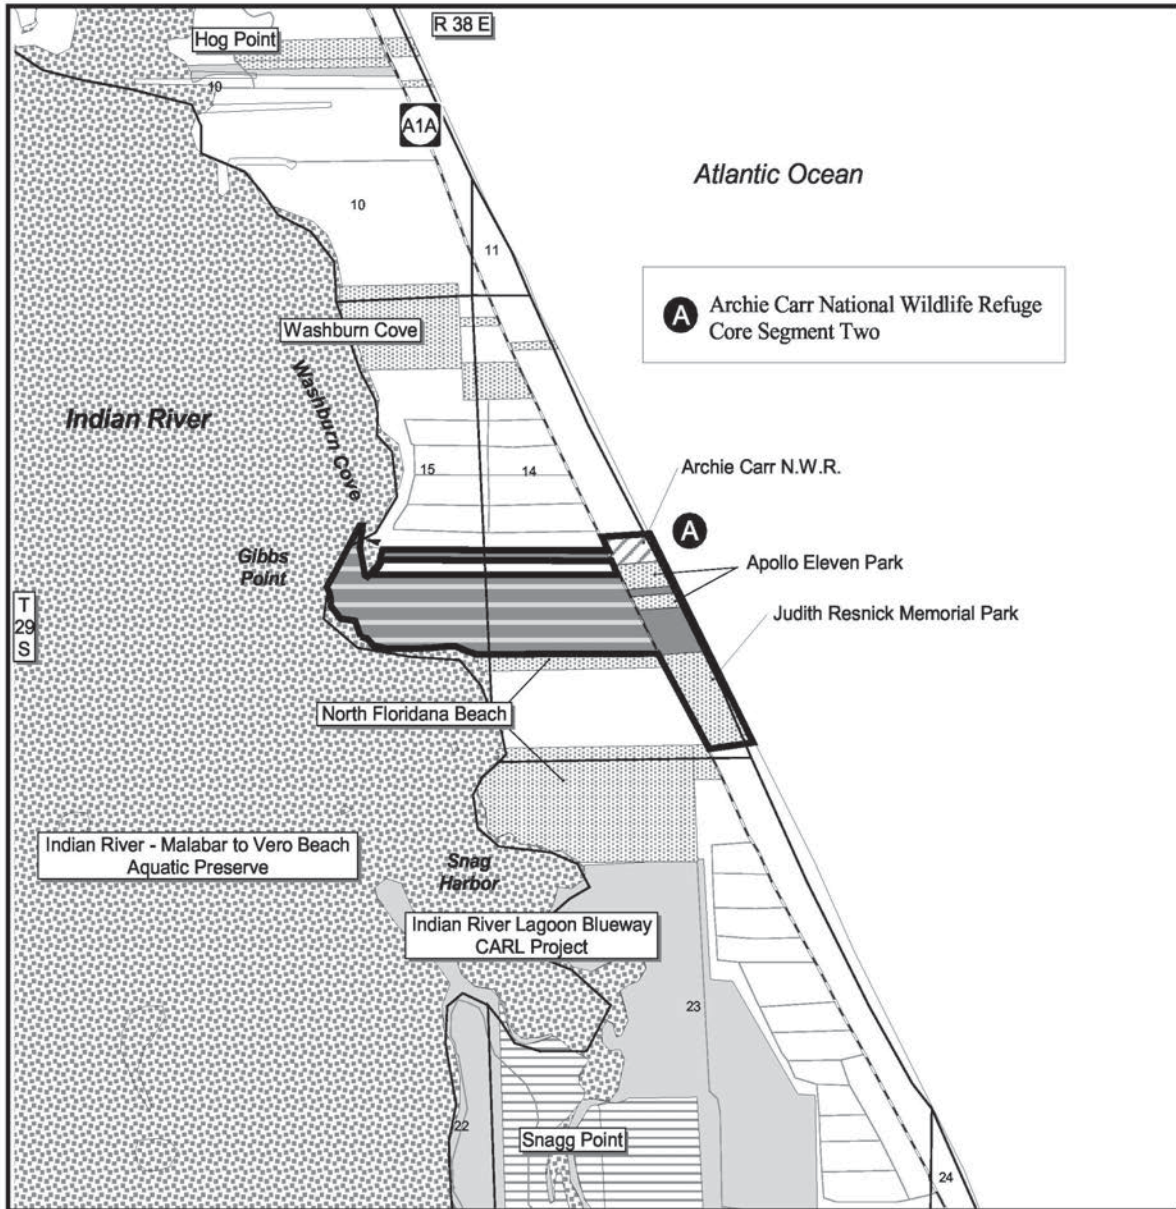 R 38 E
Hog Point
10
A1A
Atlantic Ocean
10
11
A Archie Carr National Wildlife Refuge
Core Segment Two
Washburn Cove
Washburn Cove
Indian River
15
14
Archie Carr N.W.R.
A
Gibbs
Point
Apollo Eleven Park
T
29
S
Judith Resnick Memorial Park
North Floridana Beach
Indian River - Malabar to Vero Beach
Aquatic Preserve
Snag
Harbor
Indian River Lagoon Blueway
CARL Project
23
22
Snagg Point
24